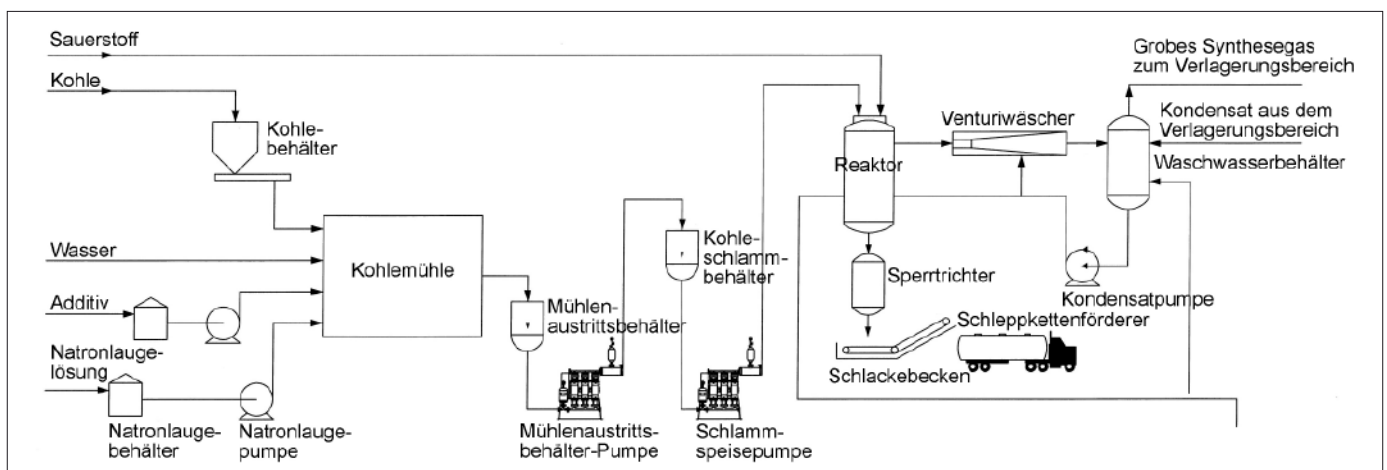 Sauerstoff
Kohle
Kohle-
behälter
Wasser
Additiv
Natronlauge-
lösung
Natronlauge-
behälter
Natronlauge-
pumpe
Kohlemühle
Mühlen-
austrittsbehälter
Mühlenaustritts-
behälter-Pumpe
Kohle-
schlamm-
behälter
Schlamm-
speisepumpe
Reaktor
Sperrtrichter
Schlackebecken
Schleppkettenförderer
Venturiwäscher
Kondensatpumpe
Grobes Synthesegas
zum Verlagerungsbereich
Kondensat aus dem
Verlagerungsbereich
Waschwasserbehälter